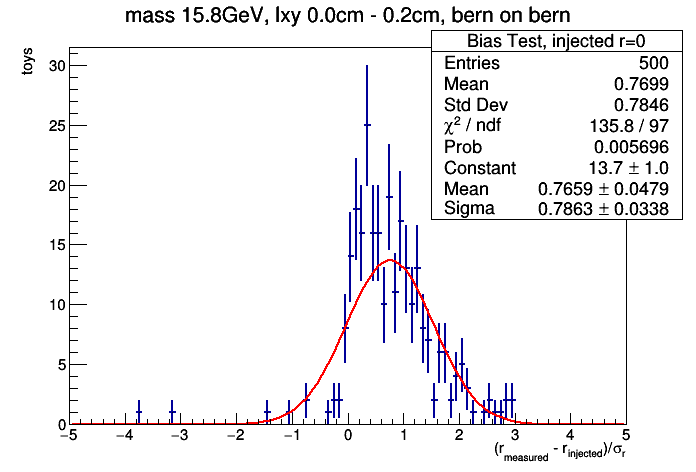 mass 15.8GeV, lxy 0.0cm - 0.2cm, bern on bern
Bias Test, injected r=0
Entries 500
Mean 0.7699
Std Dev 0.7846
χ² / ndf 135.8 / 97
Prob 0.005696
Constant 13.7 ± 1.0
Mean 0.7659 ± 0.0479
Sigma 0.7863 ± 0.0338
toys
30
25
20
15
10
5
0
−5 −4 −3 −2 −1 0 1 2 3 4 5
(r_measured - r_injected)/σ_r